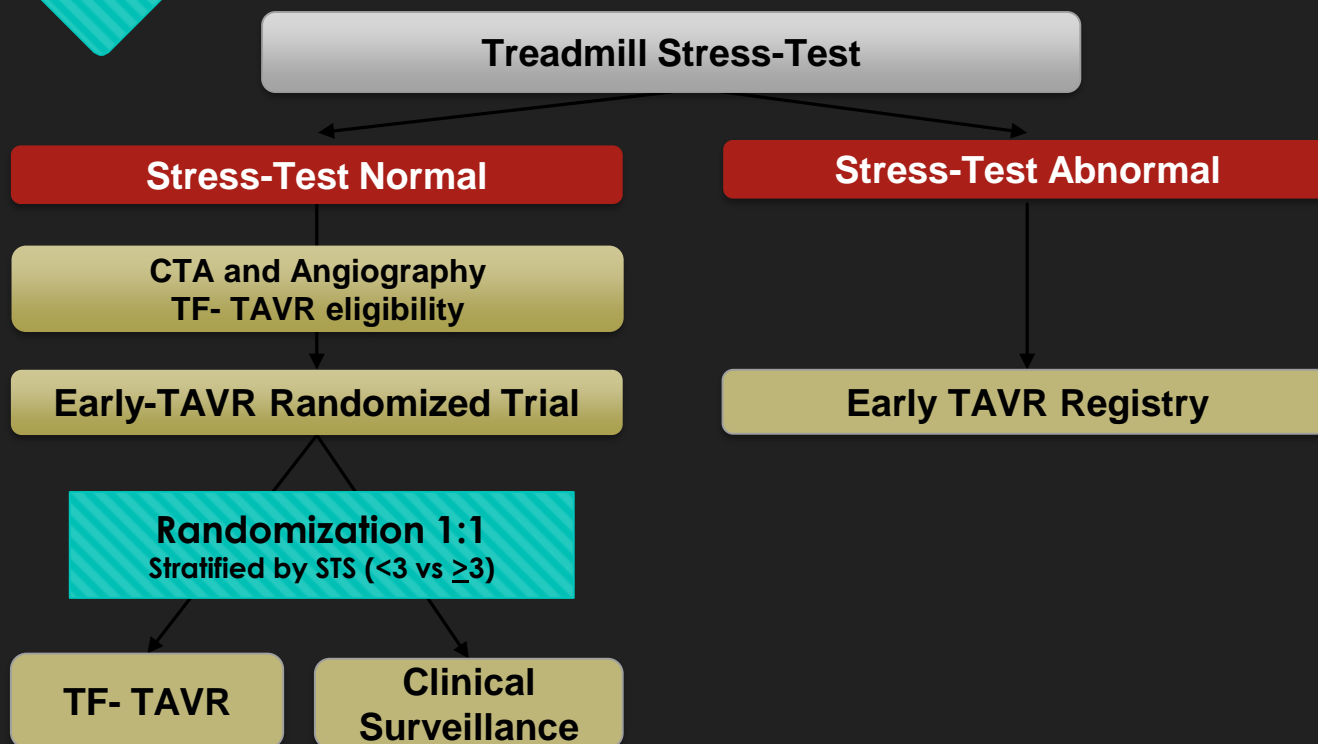 Treadmill Stress-Test
Stress-Test Normal
Stress-Test Abnormal
CTA and Angiography
TF- TAVR eligibility
Early-TAVR Randomized Trial
Early TAVR Registry
Randomization 1:1
Stratified by STS (<3 vs ≥3)
TF- TAVR
Clinical
Surveillance